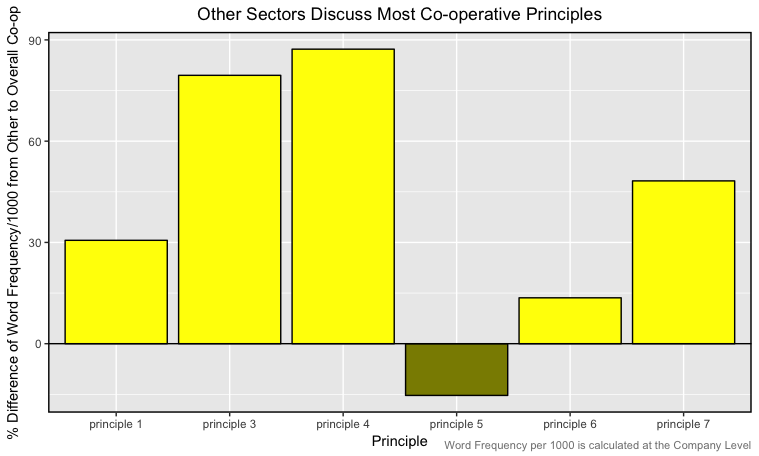 Other Sectors Discuss Most Co-operative Principles
% Difference of Word Frequency/1000 from Other to Overall Co-op
90
60
30
0
principle 1 principle 3 principle 4 principle 5 principle 6 principle 7
Principle
Word Frequency per 1000 is calculated at the Company Level